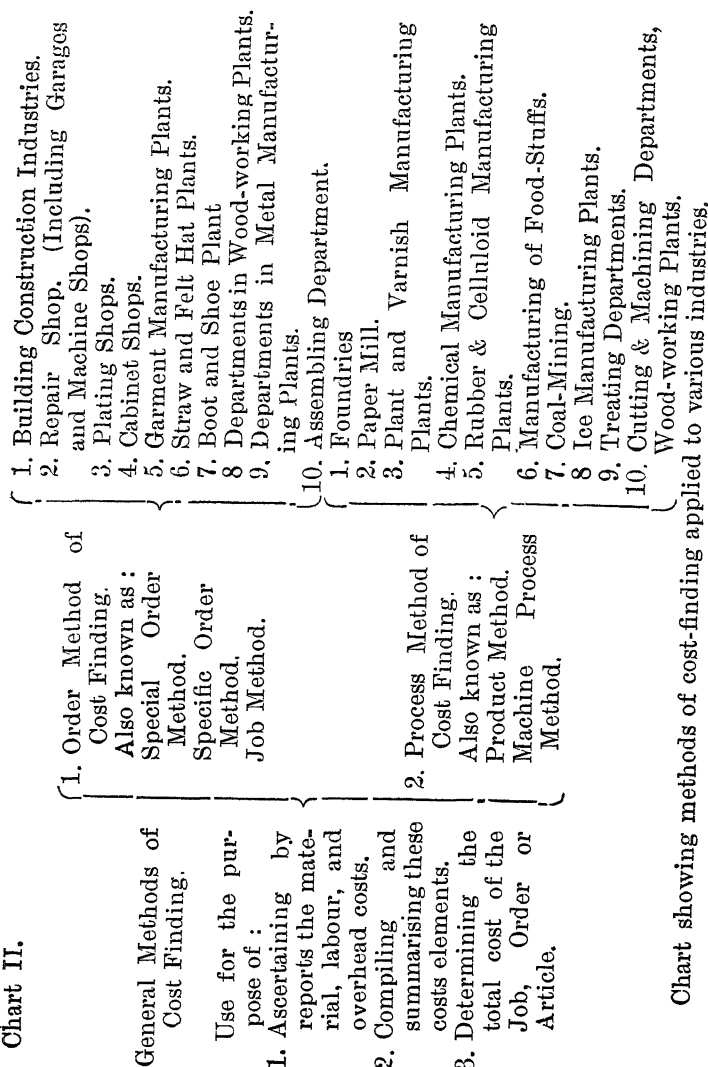 Chart II.
General Methods of
Cost Finding.
Use for the pur-
pose of :
1. Ascertaining by
reports the mate-
rial, labour, and
overhead costs.
2. Compiling and
summarising these
costs elements.
3. Determining the
total cost of the
Job, Order or
Article.
1. Order Method of
Cost Finding.
Also known as :
Special Order
Method.
Specific Order
Method.
Job Method.
2. Process Method of
Cost Finding.
Also known as :
Product Method.
Machine Process
Method.
1. Building Construction Industries.
2. Repair Shop. (Including Garages
and Machine Shops).
3. Plating Shops.
4. Cabinet Shops.
5. Garment Manufacturing Plants.
6. Straw and Felt Hat Plants.
7. Boot and Shoe Plant
8 Departments in Wood-working Plants.
9. Departments in Metal Manufactur-
ing Plants.
10. Assembling Department.
1. Foundries
2. Paper Mill.
3. Plant and Varnish Manufacturing
Plants.
4. Chemical Manufacturing Plants.
5. Rubber & Celluloid Manufacturing
Plants.
6. Manufacturing of Food-Stuffs.
7. Coal-Mining.
8 Ice Manufacturing Plants.
9. Treating Departments.
10. Cutting & Machining Departments,
Wood-working Plants.
Chart showing methods of cost-finding applied to various industries.